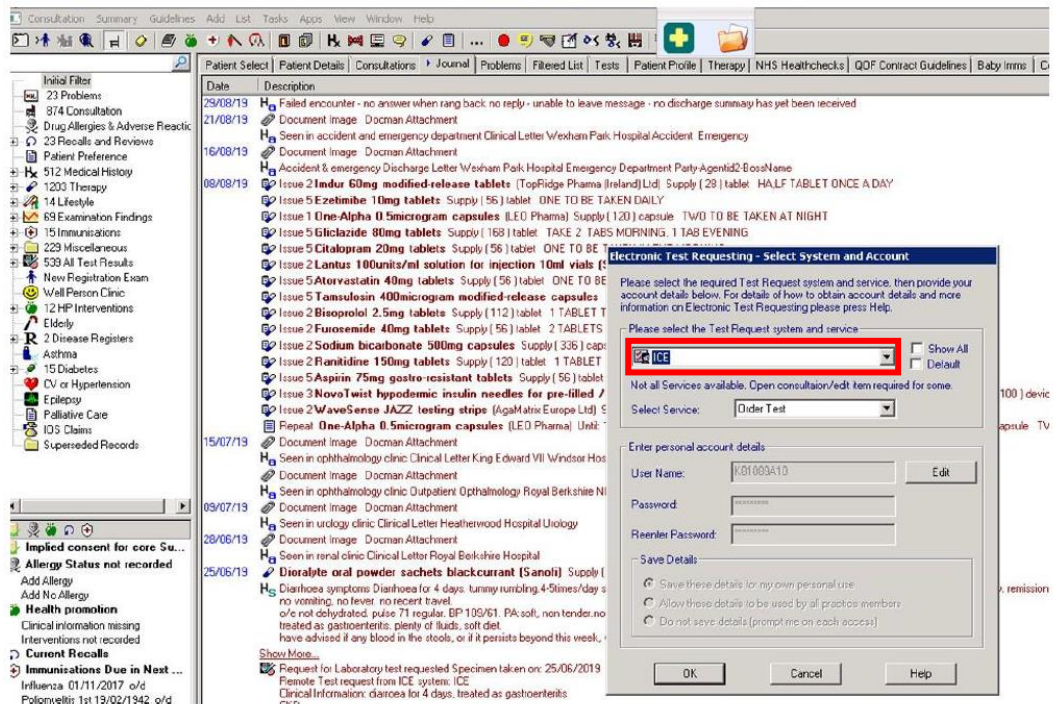 Consultation Summary Guidelines Add List Tasks Apps View Window Help
Patient Select Patient Details Consultations Journal Problems Filtered List Tests Patient Profile Therapy NHS Healthchecks QOF Contract Guidelines Baby Imms
Initial Filter
23 Problems
874 Consultation
Drug Allergies & Adverse Reactic
23 Recalls and Reviews
Patient Preference
512 Medical History
1203 Therapy
14 Lifestyle
69 Examination Findings
15 Immunisations
229 Miscellaneous
539 All Test Results
New Registration Exam
Well Person Clinic
12 HP Interventions
Elderly
2 Disease Registers
Asthma
15 Diabetes
CV or Hypertension
Epilepsy
Palliative Care
IOS Claims
Superseded Records
Implied consent for core Su...
Allergy Status not recorded
Add Allergy
Add No Allergy
Health promotion
Clinical information missing
Interventions not recorded
Current Recalls
Immunisations Due in Next ...
Influenza 01/11/2017 o/d
Poliomyelitis 1st 19/02/1942 o/d
Date Description
29/08/19 Ha Failed encounter - no answer when rang back no reply - unable to leave message - no discharge summary has yet been received
21/08/19 Document Image Docman Attachment
Ha Seen in accident and emergency department Clinical Letter Wexham Park Hospital Accident Emergency
16/08/19 Document Image Docman Attachment
Ha Accident & emergency Discharge Letter Wexham Park Hospital Emergency Department Party-Agentid2-BossName
08/08/19 Issue 2 Imdur 60mg modified-release tablets (TopRidge Pharma (Ireland) Ltd) Supply ( 28 ) tablet HA,LF TABLET ONCE A DAY
Issue 5 Ezetimibe 10mg tablets Supply ( 56 ) tablet ONE TO BE TAKEN DAILY
Issue 1 One-Alpha 0.5microgram capsules (LEO Pharma) Supply ( 120 ) capsule TWO TO BE TAKEN AT NIGHT
Issue 5 Gliclazide 80mg tablets Supply ( 168 ) tablet TAKE 2 TABS MORNING, 1 TAB EVENING
Issue 5 Citalopram 20mg tablets Supply ( 56 ) tablet ONE TO BE
Issue 2 Lantus 100units/ml solution for injection 10ml vials (S
Issue 5 Atorvastatin 40mg tablets Supply ( 56 ) tablet ONE TO BE
Issue 5 Tamsulosin 400microgram modified-release capsules
Issue 2 Bisoprolol 2.5mg tablets Supply ( 112 ) tablet 1 TABLET T
Issue 2 Furosemide 40mg tablets Supply ( 56 ) tablet 2 TABLETS
Issue 2 Sodium bicarbonate 500mg capsules Supply ( 336 ) caps
Issue 2 Ranitidine 150mg tablets Supply ( 120 ) tablet 1 TABLET
Issue 5 Aspirin 75mg gastro-resistant tablets Supply ( 56 ) tablet
Issue 3 NovoTwist hypodermic insulin needles for pre-filled / 100 ) devic
Issue 2 WaveSense JAZZ testing strips (AgaMatrix Europe Ltd) S
Repeat One-Alpha 0.5microgram capsules (LEO Pharma) Until: apsule TV
15/07/19 Document Image Docman Attachment
Ha Seen in ophthalmology clinic Clinical Letter King Edward VII Windsor Hos
Document Image Docman Attachment
Ha Seen in ophthalmology clinic Outpatient Opthalmology Royal Berkshire N
09/07/19 Document Image Docman Attachment
Ha Seen in urology clinic Clinical Letter Heatherwood Hospital Urology
28/06/19 Document Image Docman Attachment
Ha Seen in renal clinic Clinical Letter Royal Berkshire Hospital
25/06/19 Dioralyte oral powder sachets blackcurrant (Sanofi) Supply (
Hs Diarrhoea symptoms Diarrhoea for 4 days. tummy rumbling, 4-5times/day s remission
no vomiting, no fever. no recent travel.
o/e not dehydrated. pulse 71 regular. BP 109/61. PA: soft, non tender.no
treated as gastroenteritis. plenty of fluids, soft diet.
have advised if any blood in the stools, or if it persists beyond this week,
Show More...
Request for Laboratory test requested Specimen taken on: 25/06/2019
Remote Test request from ICE system: ICE
Clinical Information: diarroea for 4 days. treated as gastroenteritis
Electronic Test Requesting - Select System and Account
Please select the required Test Request system and service, then provide your
account details below. For details of how to obtain account details and more
information on Electronic Test Requesting please press Help.
Please select the Test Request system and service
ICE
Show All
Default
Not all Services available. Open consultaion/edit item required for some.
Select Service: Order Test
Enter personal account details
User Name: K81089A10 Edit
Password:
Reenter Password:
Save Details
Save these details for my own personal use
Allow these details to be used by all practice members
Do not save details (prompt me on each access)
OK Cancel Help